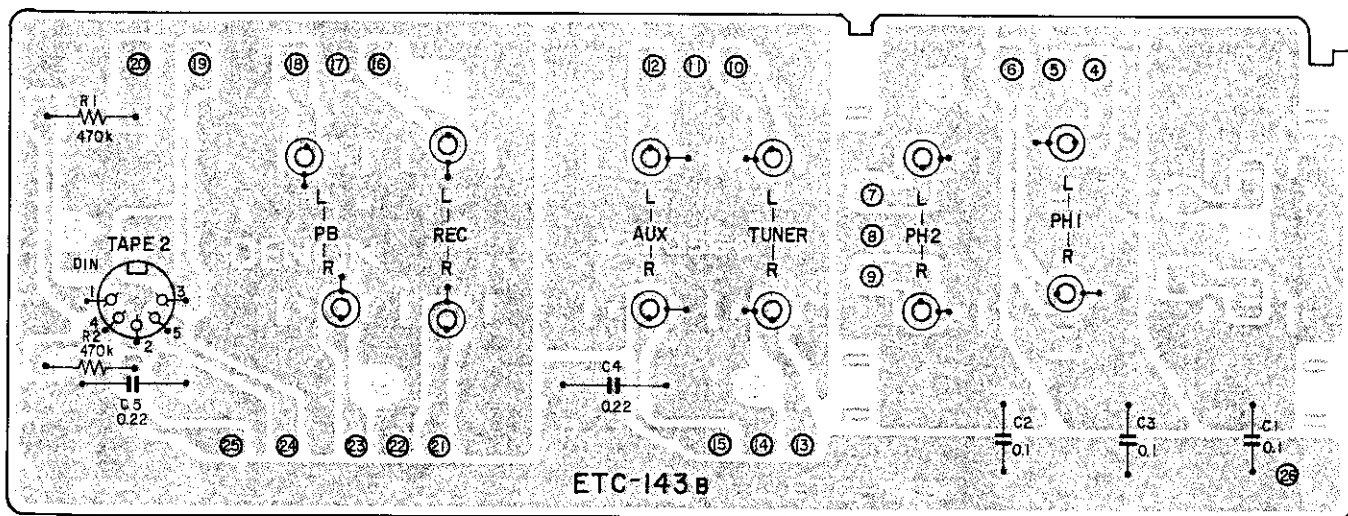 20 19 18 17 16 12 11 10 6 5 4
R1
470k
L L L L L L
7
PB REC AUX TUNER 8 PH2 PH1
R R R R R R
9
TAPE 2
DIN
1 3
4 2 5
R2
470k
C5
0.22
C4
0.22
C2
0.1
C3
0.1
C1
0.1
25 24 23 22 21 15 14 13 26
ETC-143B